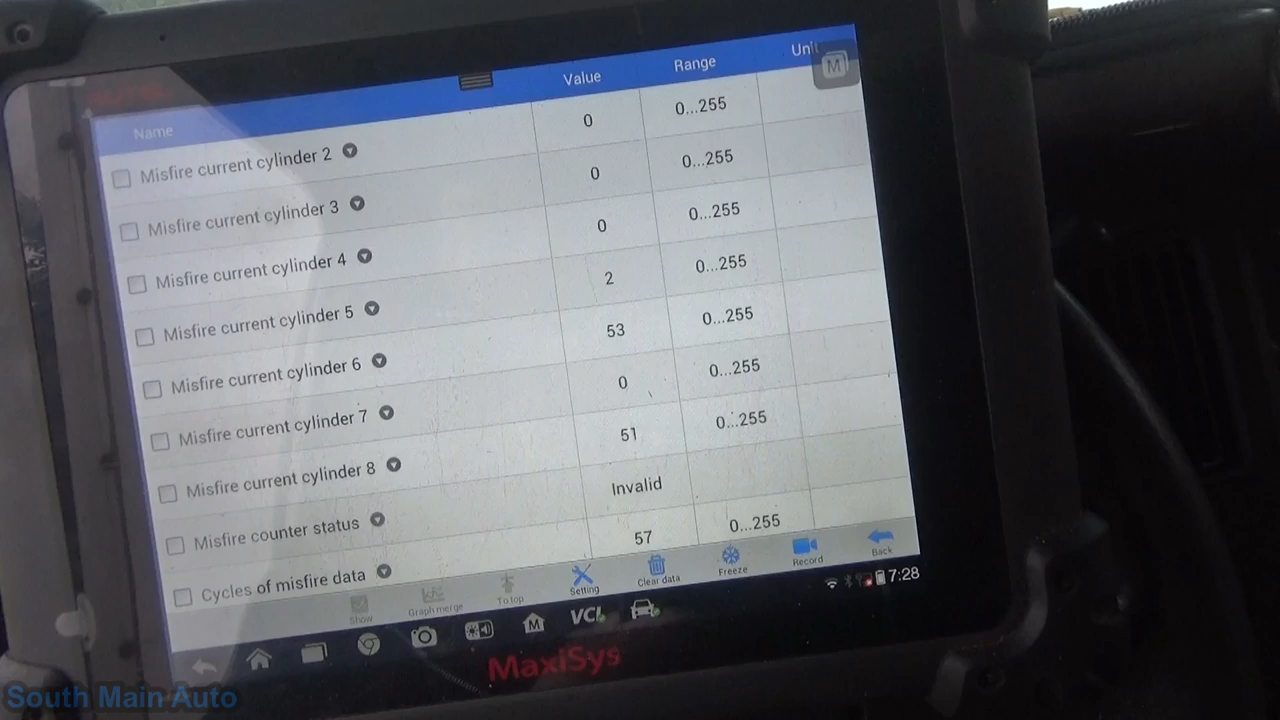 Name Value Range Unit
Misfire current cylinder 2 0 0...255
Misfire current cylinder 3 0 0...255
Misfire current cylinder 4 0 0...255
Misfire current cylinder 5 2 0...255
Misfire current cylinder 6 53 0...255
Misfire current cylinder 7 0 0...255
Misfire current cylinder 8 51 0...255
Misfire counter status Invalid
Cycles of misfire data 57 0...255
Show Graph merge To top Setting Clear data Freeze Record Back
M
M VCI 7:28
MaxiSys
South Main Auto